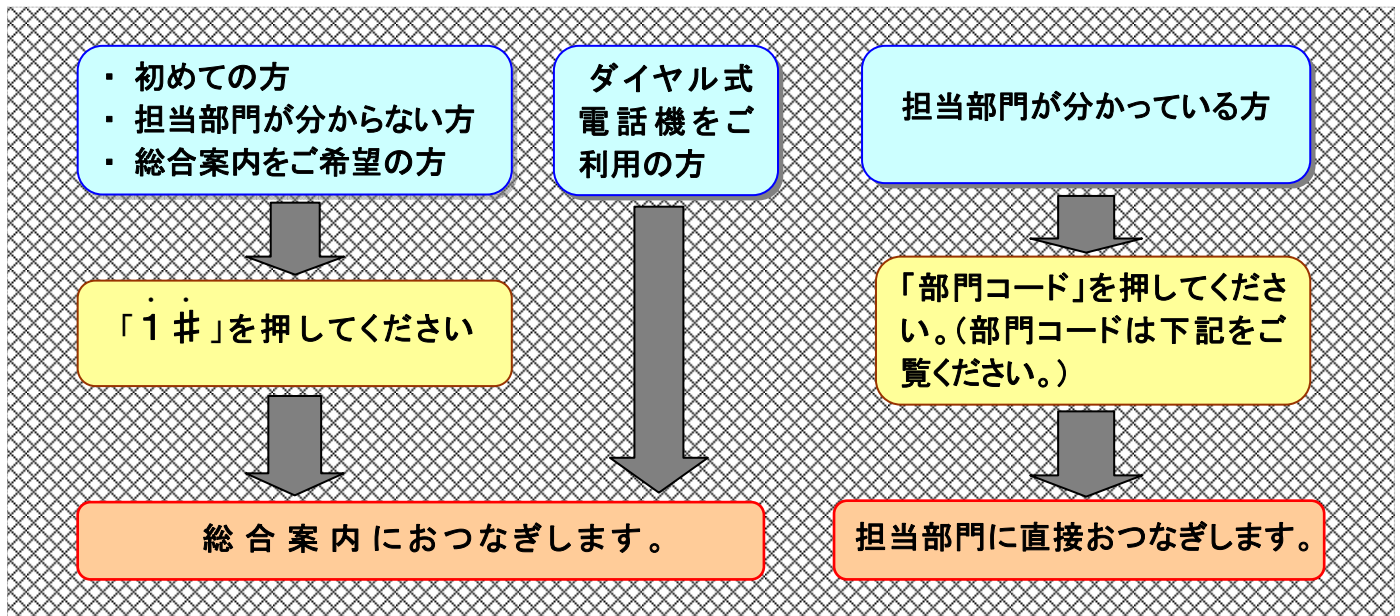 ・ 初めての方
・ 担当部門が分からない方
・ 総合案内をご希望の方
ダイヤル式
電話機をご
利用の方
担当部門が分かっている方
「1♯」を押してください
「部門コード」を押してくださ
い。(部門コードは下記をご
覧ください。)
総合案内におつなぎします。
担当部門に直接おつなぎします。